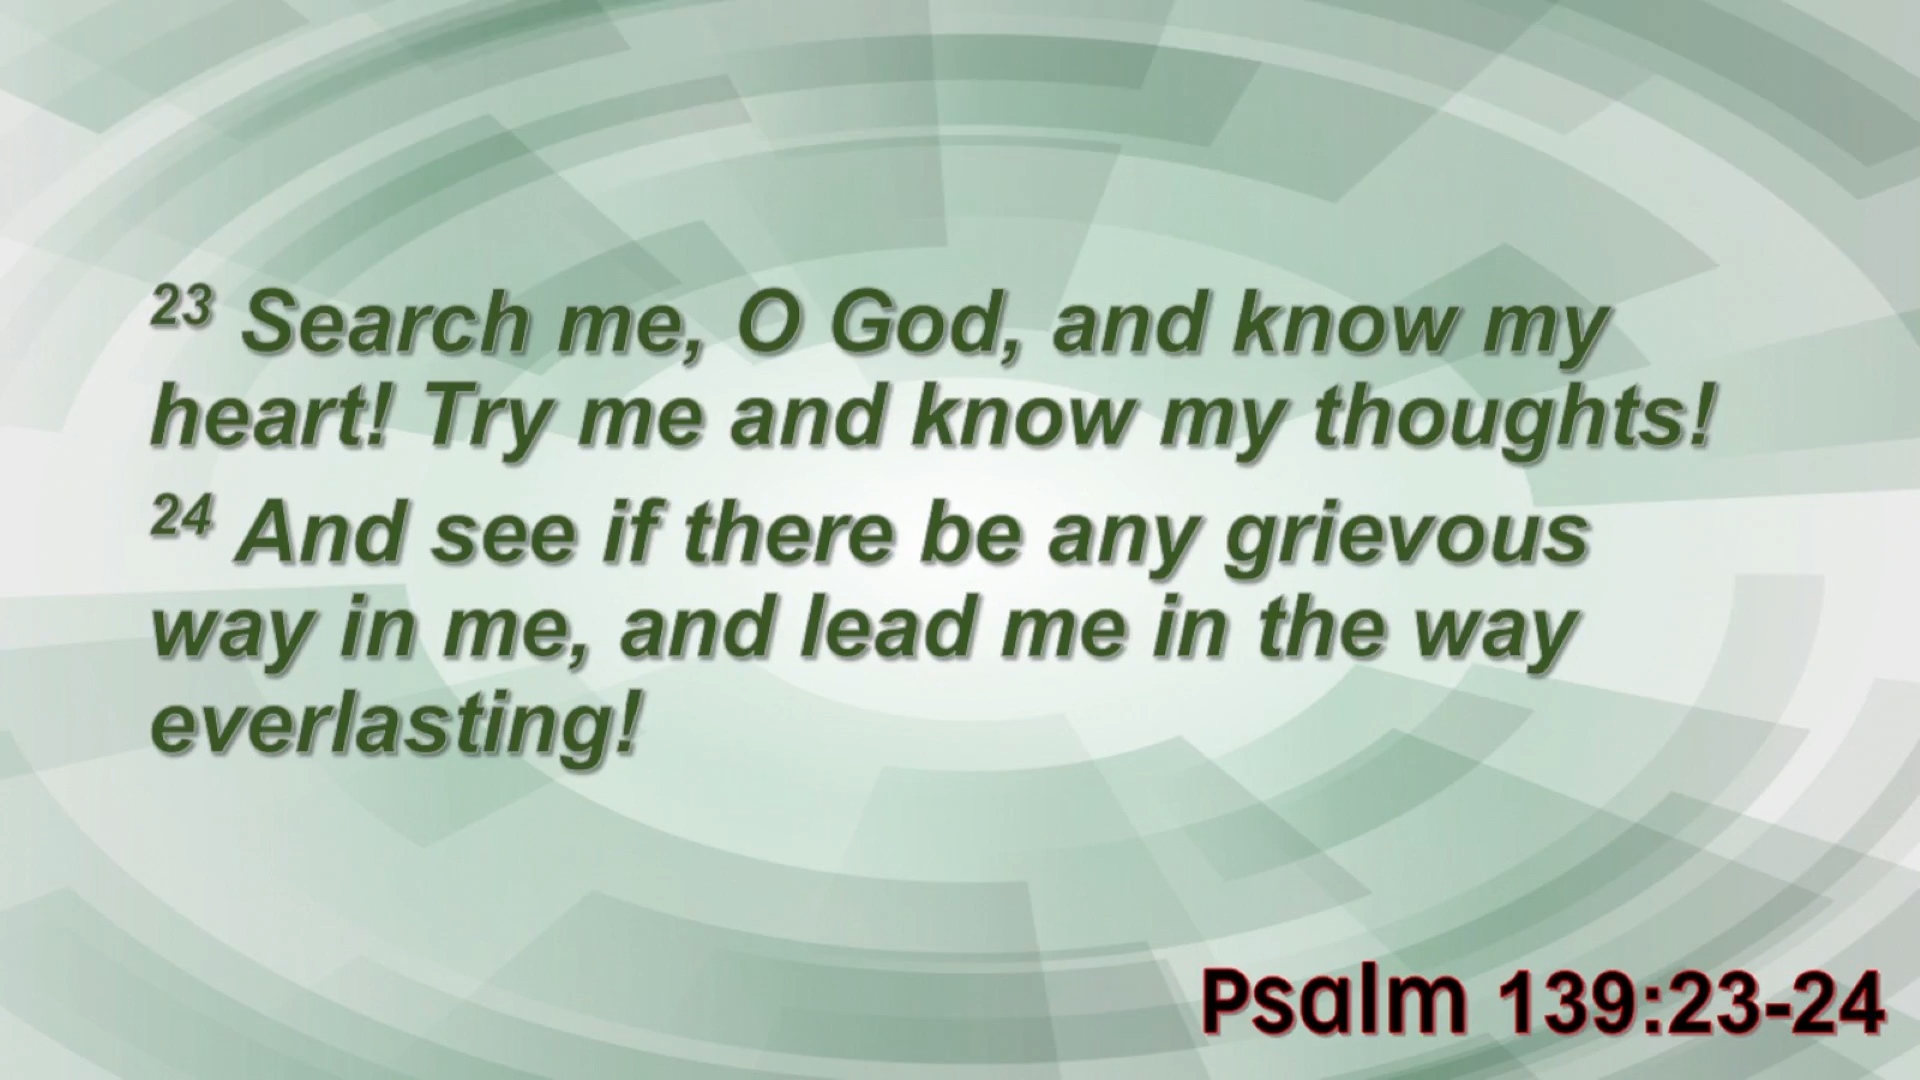 23 Search me, O God, and know my
heart! Try me and know my thoughts!
24 And see if there be any grievous
way in me, and lead me in the way
everlasting!
Psalm 139:23-24